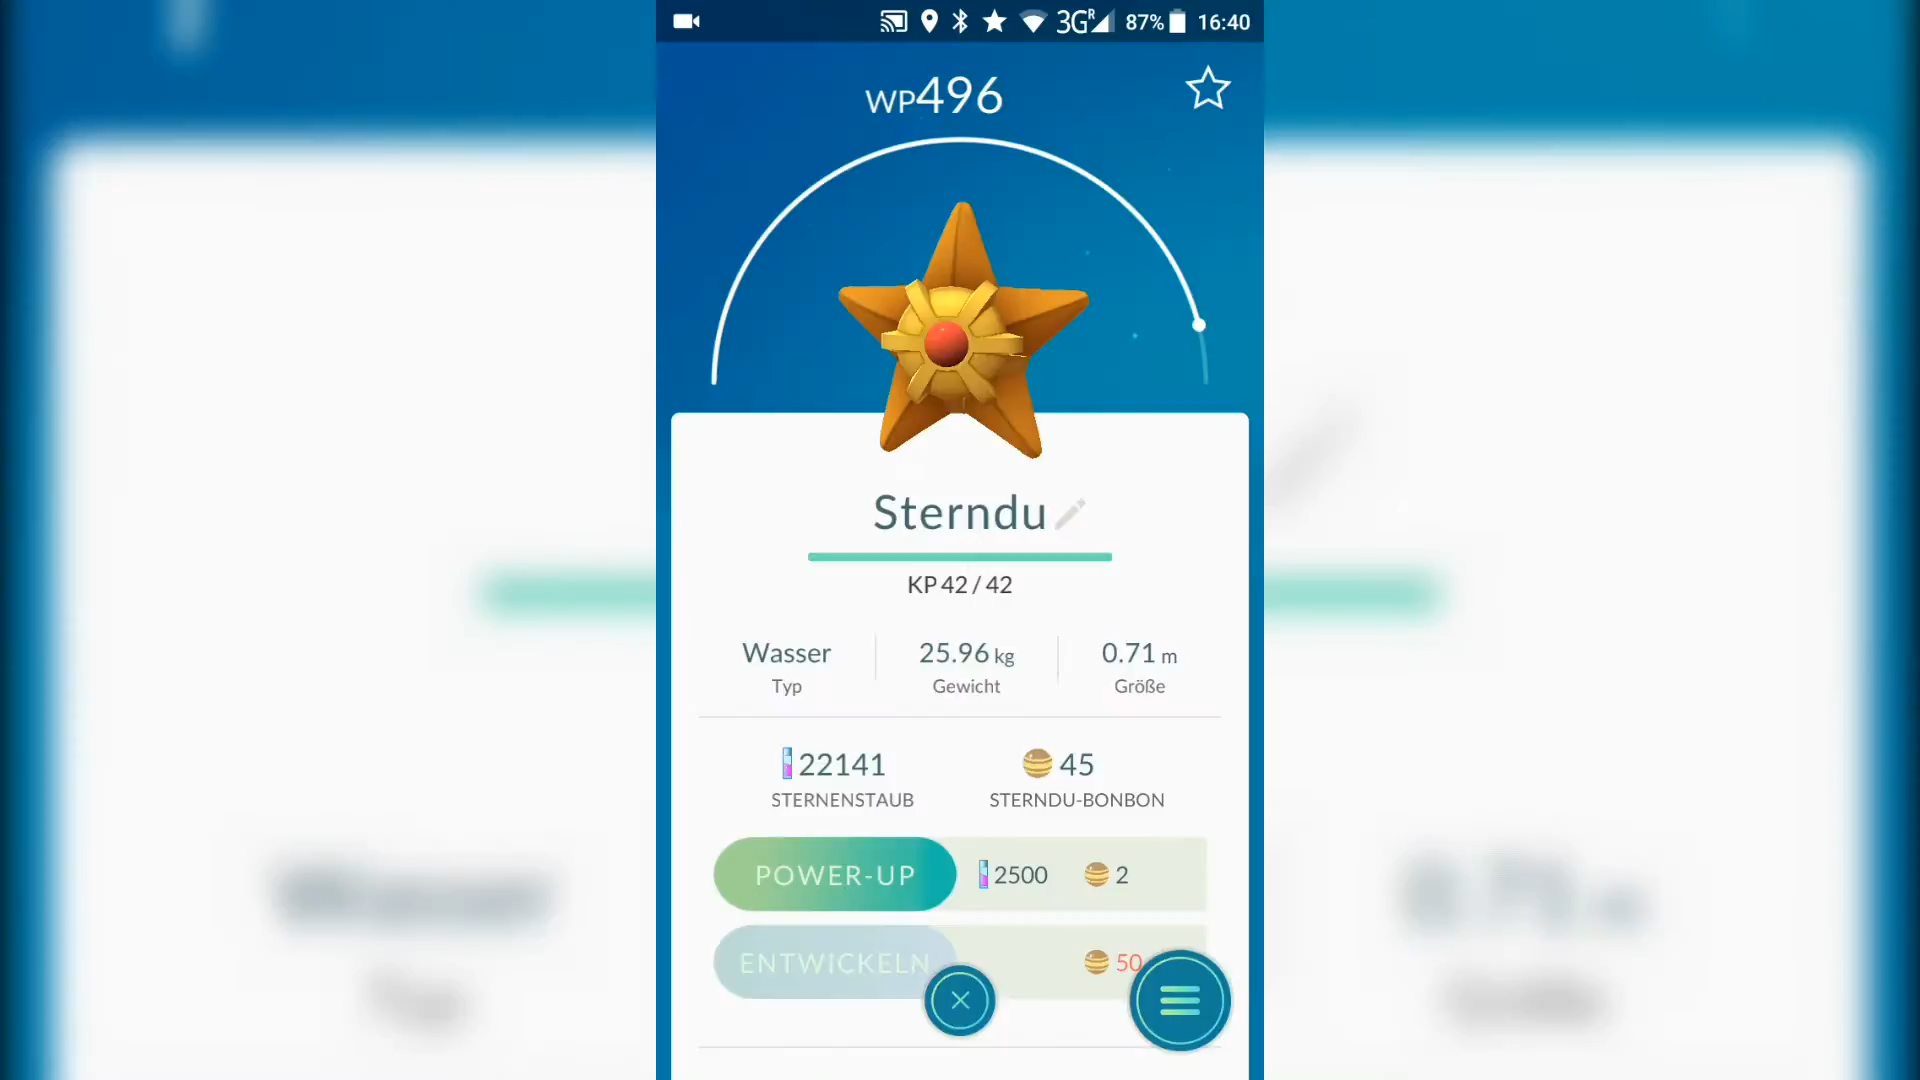 3G R 87% 16:40
WP496
Sterndu
KP 42 / 42
Wasser 25.96 kg 0.71 m
Typ Gewicht Größe
22141 45
STERNENSTAUB STERNDU-BONBON
POWER-UP 2500 2
ENTWICKELN 50